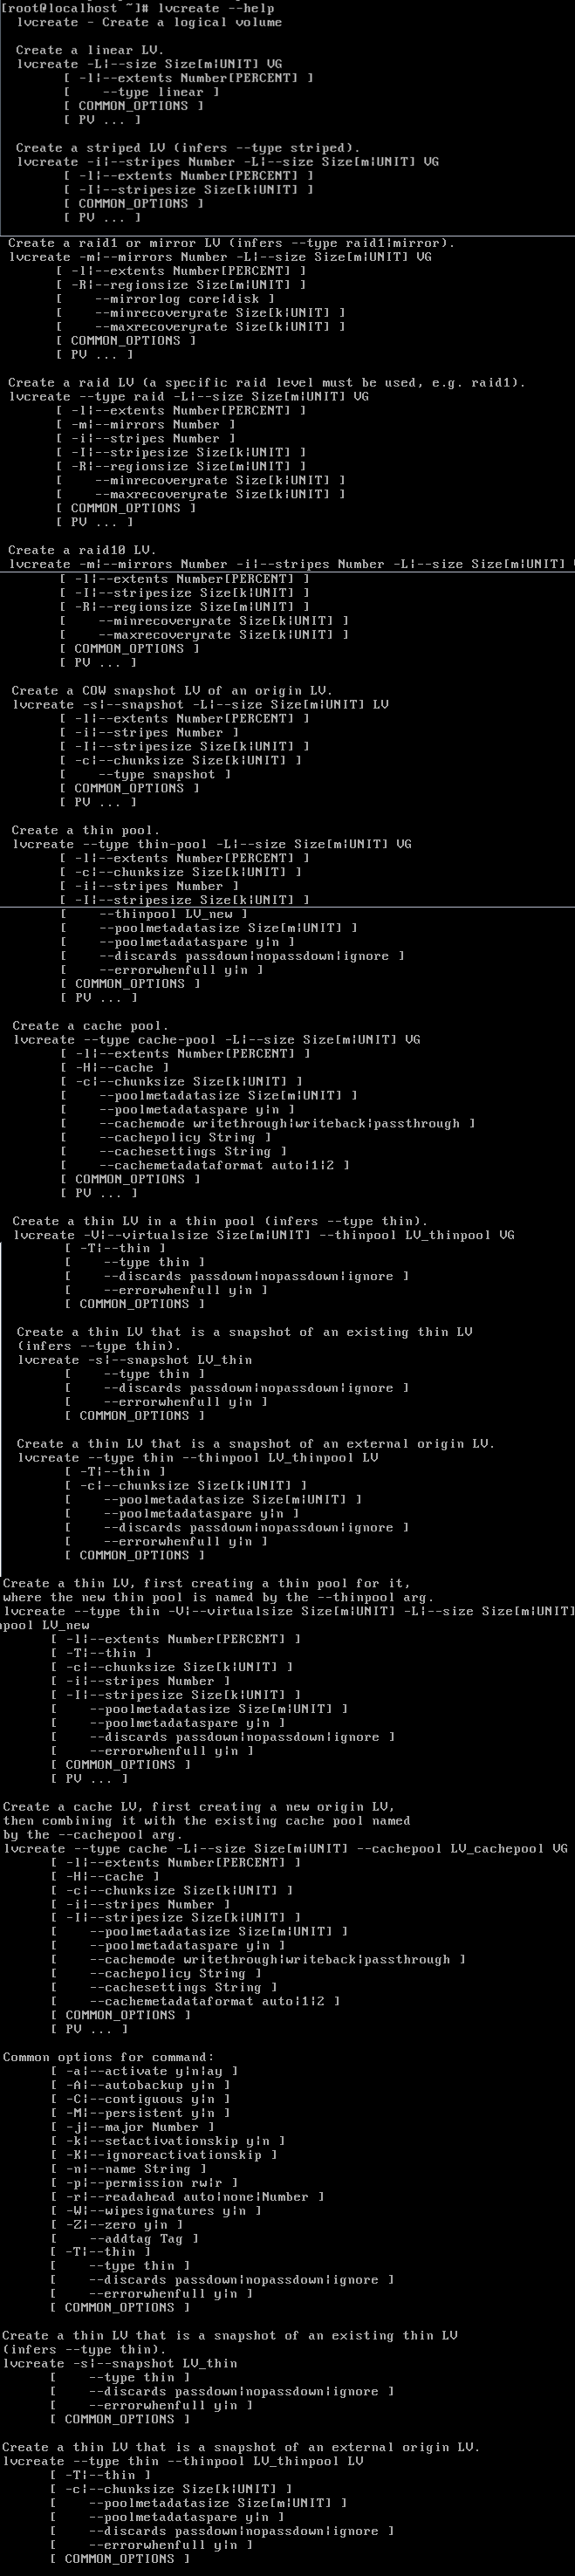 [root@localhost ~]# lvcreate --help
lvcreate - Create a logical volume
Create a linear LV.
lvcreate -L|--size Size[m|UNIT] VG
[ -l|--extents Number[PERCENT] ]
[ --type linear ]
[ COMMON_OPTIONS ]
[ PV ... ]
Create a striped LV (infers --type striped).
lvcreate -i|--stripes Number -L|--size Size[m|UNIT] VG
[ -l|--extents Number[PERCENT] ]
[ -I|--stripesize Size[k|UNIT] ]
[ COMMON_OPTIONS ]
[ PV ... ]
Create a raid1 or mirror LV (infers --type raid1|mirror).
lvcreate -m|--mirrors Number -L|--size Size[m|UNIT] VG
[ -l|--extents Number[PERCENT] ]
[ -R|--regionsize Size[m|UNIT] ]
[ --mirrorlog core|disk ]
[ --minrecoveryrate Size[k|UNIT] ]
[ --maxrecoveryrate Size[k|UNIT] ]
[ COMMON_OPTIONS ]
[ PV ... ]
Create a raid LV (a specific raid level must be used, e.g. raid1).
lvcreate --type raid -L|--size Size[m|UNIT] VG
[ -l|--extents Number[PERCENT] ]
[ -m|--mirrors Number ]
[ -i|--stripes Number ]
[ -I|--stripesize Size[k|UNIT] ]
[ -R|--regionsize Size[m|UNIT] ]
[ --minrecoveryrate Size[k|UNIT] ]
[ --maxrecoveryrate Size[k|UNIT] ]
[ COMMON_OPTIONS ]
[ PV ... ]
Create a raid10 LV.
lvcreate -m|--mirrors Number -i|--stripes Number -L|--size Size[m|UNIT]
[ -l|--extents Number[PERCENT] ]
[ -I|--stripesize Size[k|UNIT] ]
[ -R|--regionsize Size[m|UNIT] ]
[ --minrecoveryrate Size[k|UNIT] ]
[ --maxrecoveryrate Size[k|UNIT] ]
[ COMMON_OPTIONS ]
[ PV ... ]
Create a COW snapshot LV of an origin LV.
lvcreate -s|--snapshot -L|--size Size[m|UNIT] LV
[ -l|--extents Number[PERCENT] ]
[ -i|--stripes Number ]
[ -I|--stripesize Size[k|UNIT] ]
[ -c|--chunksize Size[k|UNIT] ]
[ --type snapshot ]
[ COMMON_OPTIONS ]
[ PV ... ]
Create a thin pool.
lvcreate --type thin-pool -L|--size Size[m|UNIT] VG
[ -l|--extents Number[PERCENT] ]
[ -c|--chunksize Size[k|UNIT] ]
[ -i|--stripes Number ]
[ -I|--stripesize Size[k|UNIT] ]
[ --thinpool LV_new ]
[ --poolmetadatasize Size[m|UNIT] ]
[ --poolmetadataspare y|n ]
[ --discards passdown|nopassdown|ignore ]
[ --errorwhenfull y|n ]
[ COMMON_OPTIONS ]
[ PV ... ]
Create a cache pool.
lvcreate --type cache-pool -L|--size Size[m|UNIT] VG
[ -l|--extents Number[PERCENT] ]
[ -H|--cache ]
[ -c|--chunksize Size[k|UNIT] ]
[ --poolmetadatasize Size[m|UNIT] ]
[ --poolmetadataspare y|n ]
[ --cachemode writethrough|writeback|passthrough ]
[ --cachepolicy String ]
[ --cachesettings String ]
[ --cachemetadataformat auto|1|2 ]
[ COMMON_OPTIONS ]
[ PV ... ]
Create a thin LV in a thin pool (infers --type thin).
lvcreate -V|--virtualsize Size[m|UNIT] --thinpool LV_thinpool VG
[ -T|--thin ]
[ --type thin ]
[ --discards passdown|nopassdown|ignore ]
[ --errorwhenfull y|n ]
[ COMMON_OPTIONS ]
Create a thin LV that is a snapshot of an existing thin LV
(infers --type thin).
lvcreate -s|--snapshot LV_thin
[ --type thin ]
[ --discards passdown|nopassdown|ignore ]
[ --errorwhenfull y|n ]
[ COMMON_OPTIONS ]
Create a thin LV that is a snapshot of an external origin LV.
lvcreate --type thin --thinpool LV_thinpool LV
[ -T|--thin ]
[ -c|--chunksize Size[k|UNIT] ]
[ --poolmetadatasize Size[m|UNIT] ]
[ --poolmetadataspare y|n ]
[ --discards passdown|nopassdown|ignore ]
[ --errorwhenfull y|n ]
[ COMMON_OPTIONS ]
Create a thin LV, first creating a thin pool for it,
where the new thin pool is named by the --thinpool arg.
lvcreate --type thin -V|--virtualsize Size[m|UNIT] -L|--size Size[m|UNIT]
npool LV_new
[ -l|--extents Number[PERCENT] ]
[ -T|--thin ]
[ -c|--chunksize Size[k|UNIT] ]
[ -i|--stripes Number ]
[ -I|--stripesize Size[k|UNIT] ]
[ --poolmetadatasize Size[m|UNIT] ]
[ --poolmetadataspare y|n ]
[ --discards passdown|nopassdown|ignore ]
[ --errorwhenfull y|n ]
[ COMMON_OPTIONS ]
[ PV ... ]
Create a cache LV, first creating a new origin LV,
then combining it with the existing cache pool named
by the --cachepool arg.
lvcreate --type cache -L|--size Size[m|UNIT] --cachepool LV_cachepool VG
[ -l|--extents Number[PERCENT] ]
[ -H|--cache ]
[ -c|--chunksize Size[k|UNIT] ]
[ -i|--stripes Number ]
[ -I|--stripesize Size[k|UNIT] ]
[ --poolmetadatasize Size[m|UNIT] ]
[ --poolmetadataspare y|n ]
[ --cachemode writethrough|writeback|passthrough ]
[ --cachepolicy String ]
[ --cachesettings String ]
[ --cachemetadataformat auto|1|2 ]
[ COMMON_OPTIONS ]
[ PV ... ]
Common options for command:
[ -a|--activate y|n|ay ]
[ -A|--autobackup y|n ]
[ -C|--contiguous y|n ]
[ -M|--persistent y|n ]
[ -j|--major Number ]
[ -k|--setactivationskip y|n ]
[ -K|--ignoreactivationskip ]
[ -n|--name String ]
[ -p|--permission rw|r ]
[ -r|--readahead auto|none|Number ]
[ -W|--wipesignatures y|n ]
[ -Z|--zero y|n ]
[ --addtag Tag ]
[ -T|--thin ]
[ --type thin ]
[ --discards passdown|nopassdown|ignore ]
[ --errorwhenfull y|n ]
[ COMMON_OPTIONS ]
Create a thin LV that is a snapshot of an existing thin LV
(infers --type thin).
lvcreate -s|--snapshot LV_thin
[ --type thin ]
[ --discards passdown|nopassdown|ignore ]
[ --errorwhenfull y|n ]
[ COMMON_OPTIONS ]
Create a thin LV that is a snapshot of an external origin LV.
lvcreate --type thin --thinpool LV_thinpool LV
[ -T|--thin ]
[ -c|--chunksize Size[k|UNIT] ]
[ --poolmetadatasize Size[m|UNIT] ]
[ --poolmetadataspare y|n ]
[ --discards passdown|nopassdown|ignore ]
[ --errorwhenfull y|n ]
[ COMMON_OPTIONS ]